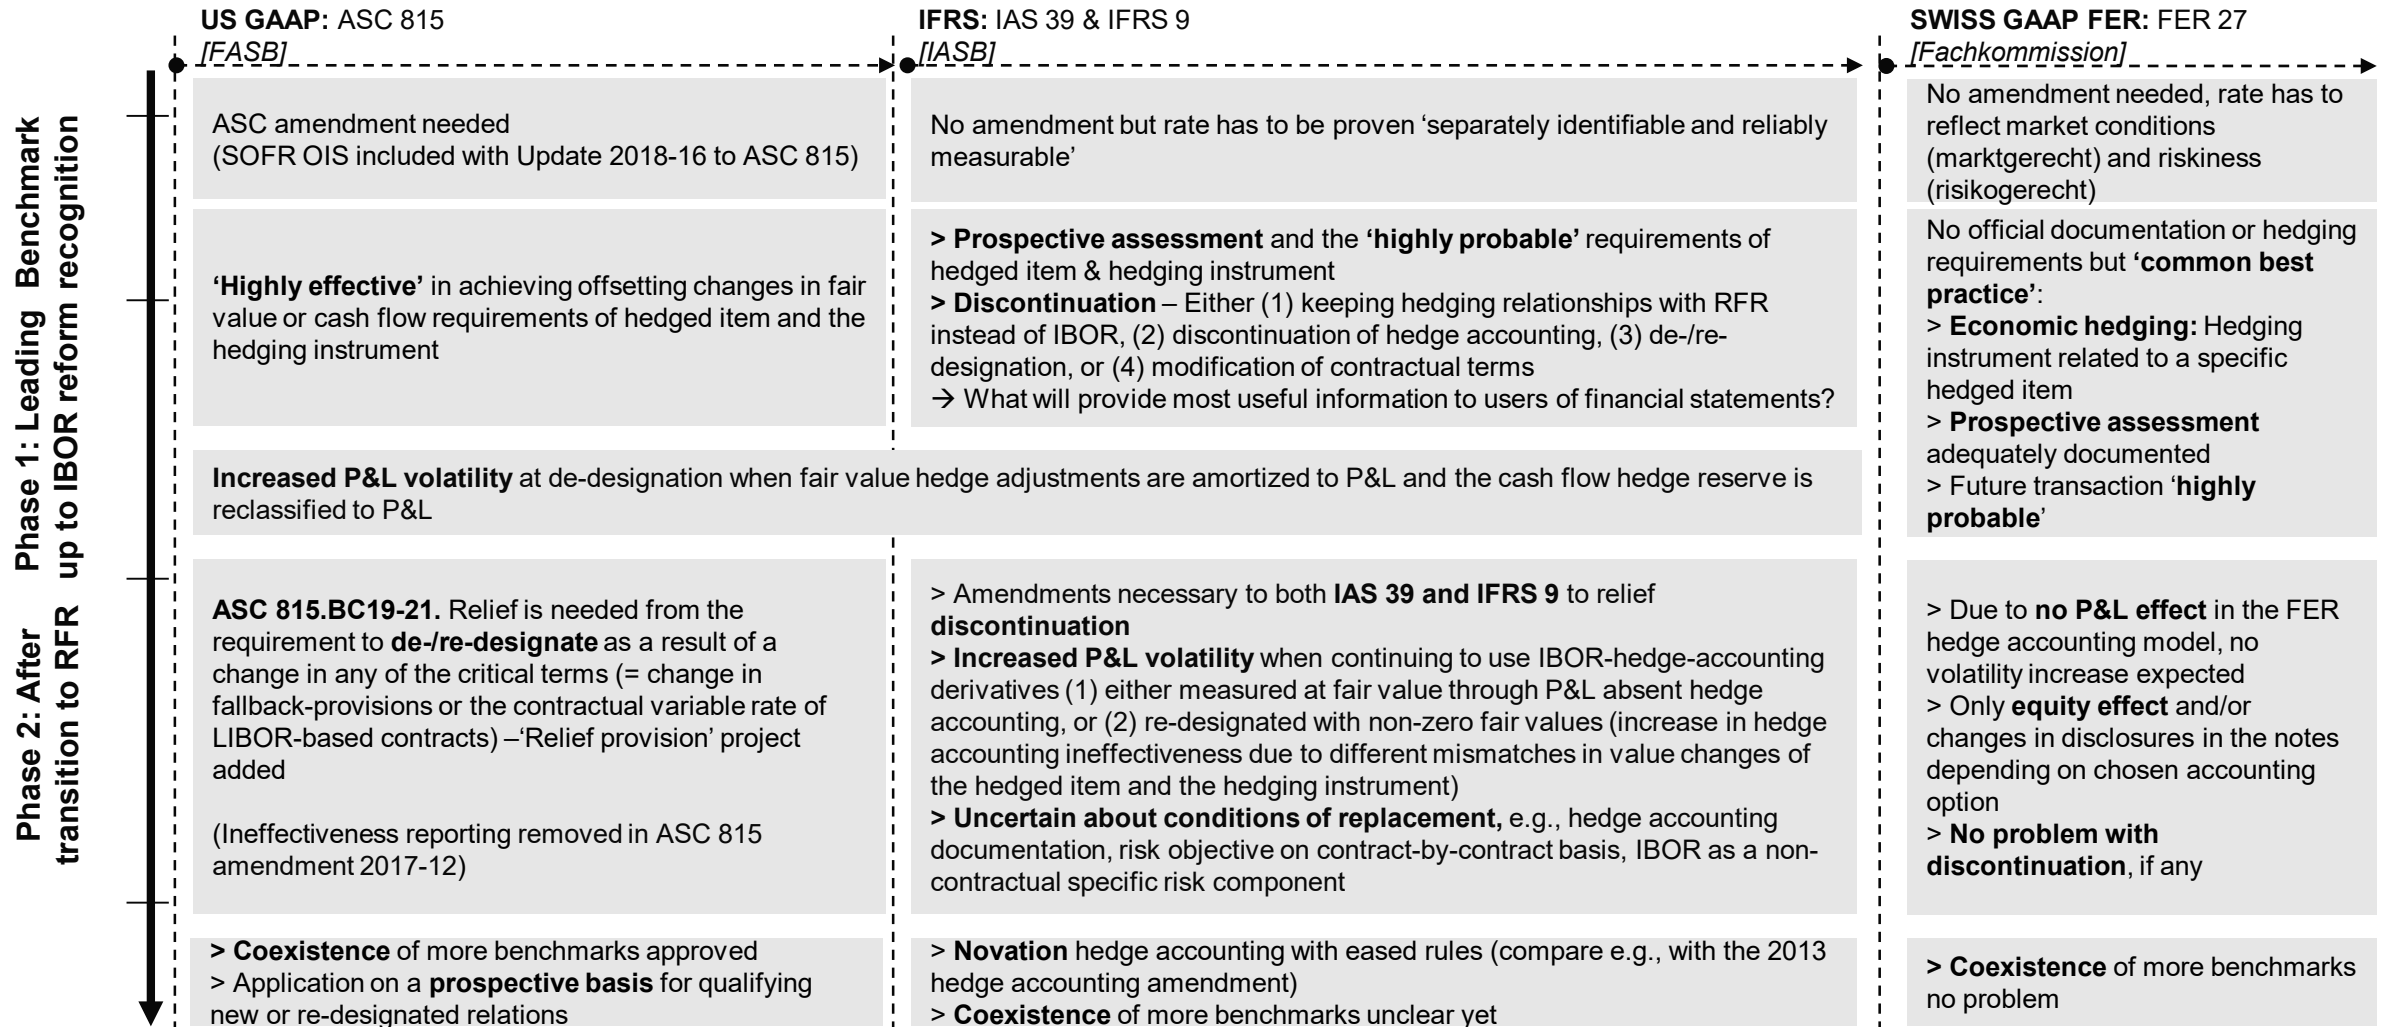 US GAAP: ASC 815
[FASB]
IFRS: IAS 39 & IFRS 9
[IASB]
SWISS GAAP FER: FER 27
[Fachkommission]
Phase 1: Leading Benchmark
up to IBOR reform recognition
ASC amendment needed
(SOFR OIS included with Update 2018-16 to ASC 815)
No amendment but rate has to be proven ‘separately identifiable and reliably
measurable’
No amendment needed, rate has to
reflect market conditions
(marktgerecht) and riskiness
(risikogerecht)
‘Highly effective’ in achieving offsetting changes in fair
value or cash flow requirements of hedged item and the
hedging instrument
> Prospective assessment and the ‘highly probable’ requirements of
hedged item & hedging instrument
> Discontinuation – Either (1) keeping hedging relationships with RFR
instead of IBOR, (2) discontinuation of hedge accounting, (3) de-/re-
designation, or (4) modification of contractual terms
→ What will provide most useful information to users of financial statements?
No official documentation or hedging
requirements but ‘common best
practice’:
> Economic hedging: Hedging
instrument related to a specific
hedged item
> Prospective assessment
adequately documented
> Future transaction ‘highly
probable’
Increased P&L volatility at de-designation when fair value hedge adjustments are amortized to P&L and the cash flow hedge reserve is
reclassified to P&L
Phase 2: After
transition to RFR
ASC 815.BC19-21. Relief is needed from the
requirement to de-/re-designate as a result of a
change in any of the critical terms (= change in
fallback-provisions or the contractual variable rate of
LIBOR-based contracts) –‘Relief provision’ project
added
(Ineffectiveness reporting removed in ASC 815
amendment 2017-12)
> Amendments necessary to both IAS 39 and IFRS 9 to relief
discontinuation
> Increased P&L volatility when continuing to use IBOR-hedge-accounting
derivatives (1) either measured at fair value through P&L absent hedge
accounting, or (2) re-designated with non-zero fair values (increase in hedge
accounting ineffectiveness due to different mismatches in value changes of
the hedged item and the hedging instrument)
> Uncertain about conditions of replacement, e.g., hedge accounting
documentation, risk objective on contract-by-contract basis, IBOR as a non-
contractual specific risk component
> Due to no P&L effect in the FER
hedge accounting model, no
volatility increase expected
> Only equity effect and/or
changes in disclosures in the notes
depending on chosen accounting
option
> No problem with
discontinuation, if any
> Coexistence of more benchmarks approved
> Application on a prospective basis for qualifying
new or re-designated relations
> Novation hedge accounting with eased rules (compare e.g., with the 2013
hedge accounting amendment)
> Coexistence of more benchmarks unclear yet
> Coexistence of more benchmarks
no problem